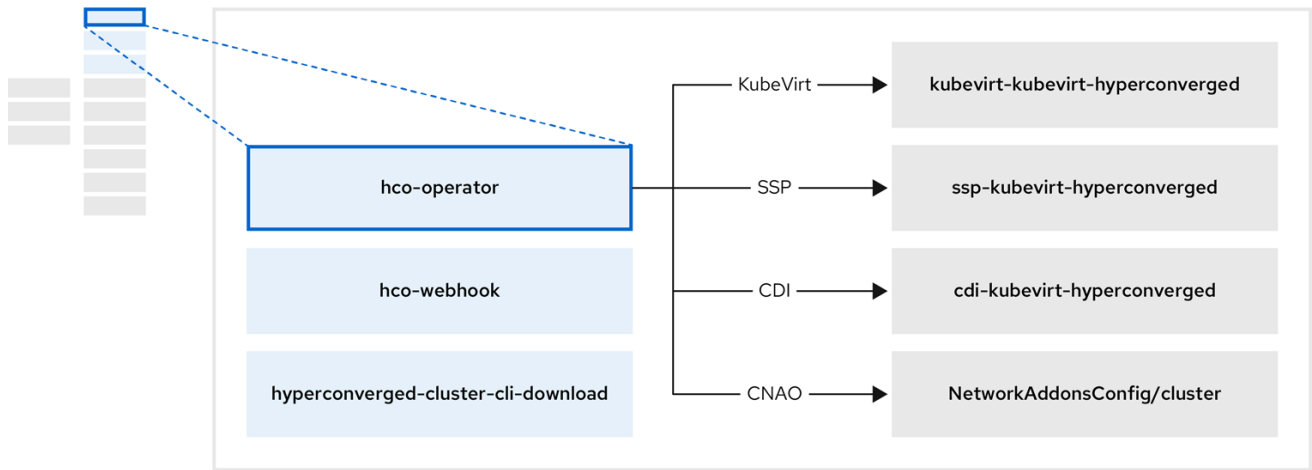 KubeVirt
kubevirt-kubevirt-hyperconverged
hco-operator
SSP
ssp-kubevirt-hyperconverged
hco-webhook
CDI
cdi-kubevirt-hyperconverged
hyperconverged-cluster-cli-download
CNAO
NetworkAddonsConfig/cluster